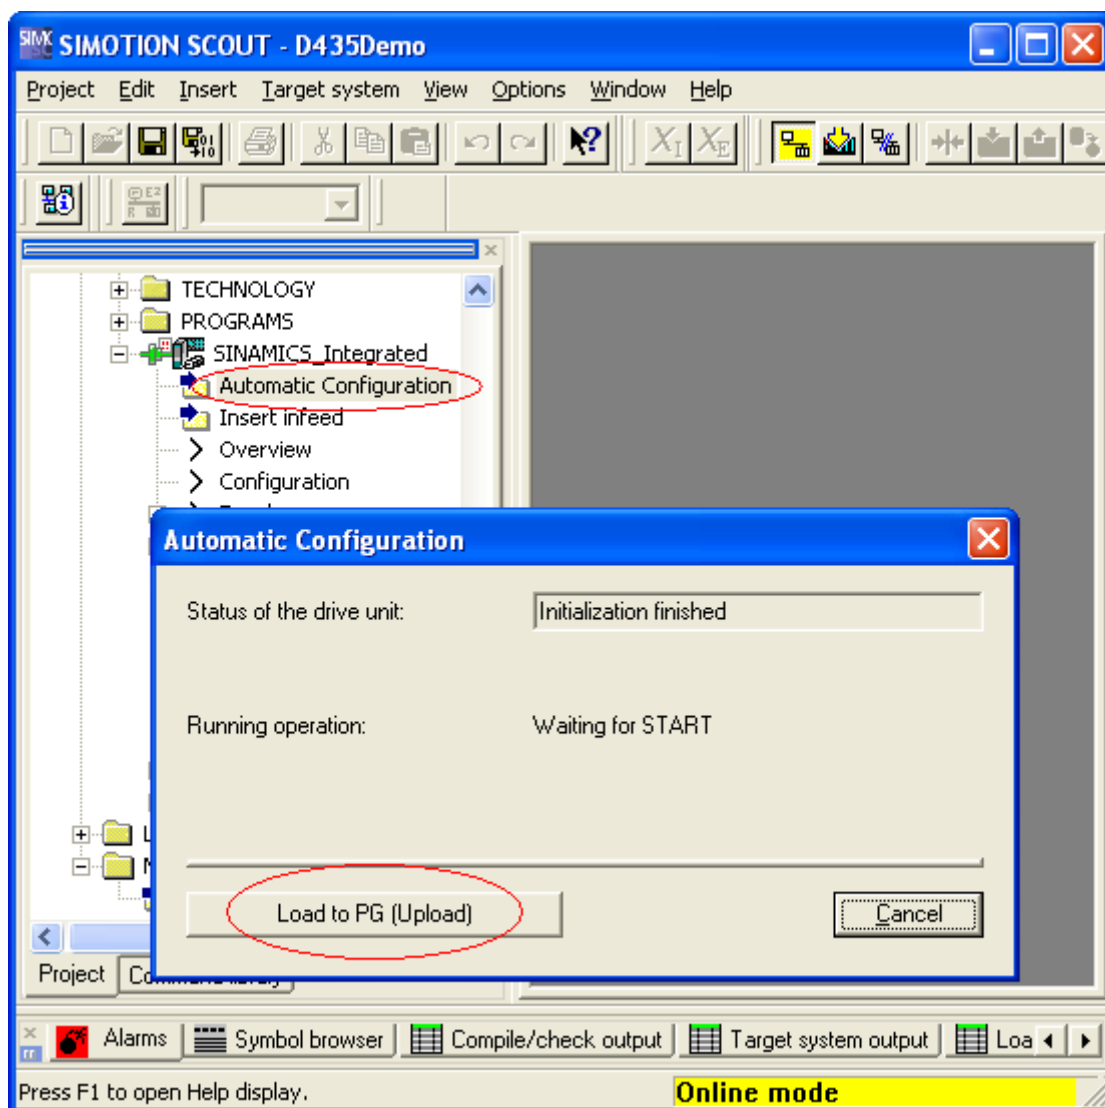 SIMOTION SCOUT - D435Demo
Project Edit Insert Target system View Options Window Help
TECHNOLOGY
PROGRAMS
SINAMICS_Integrated
Automatic Configuration
Insert infeed
Overview
Configuration
Automatic Configuration
Status of the drive unit: Initialization finished
Running operation: Waiting for START
Load to PG (Upload) Cancel
Project
Alarms Symbol browser Compile/check output Target system output Loa
Press F1 to open Help display. Online mode